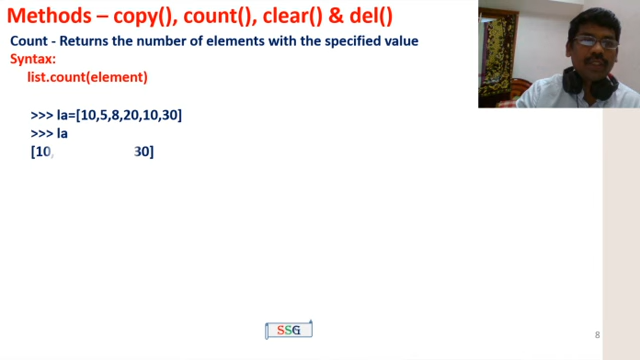 Methods – copy(), count(), clear() & del()
Count - Returns the number of elements with the specified value
Syntax:
list.count(element)
>>> la=[10,5,8,20,10,30]
>>> la
[10, 30]
SSG
8